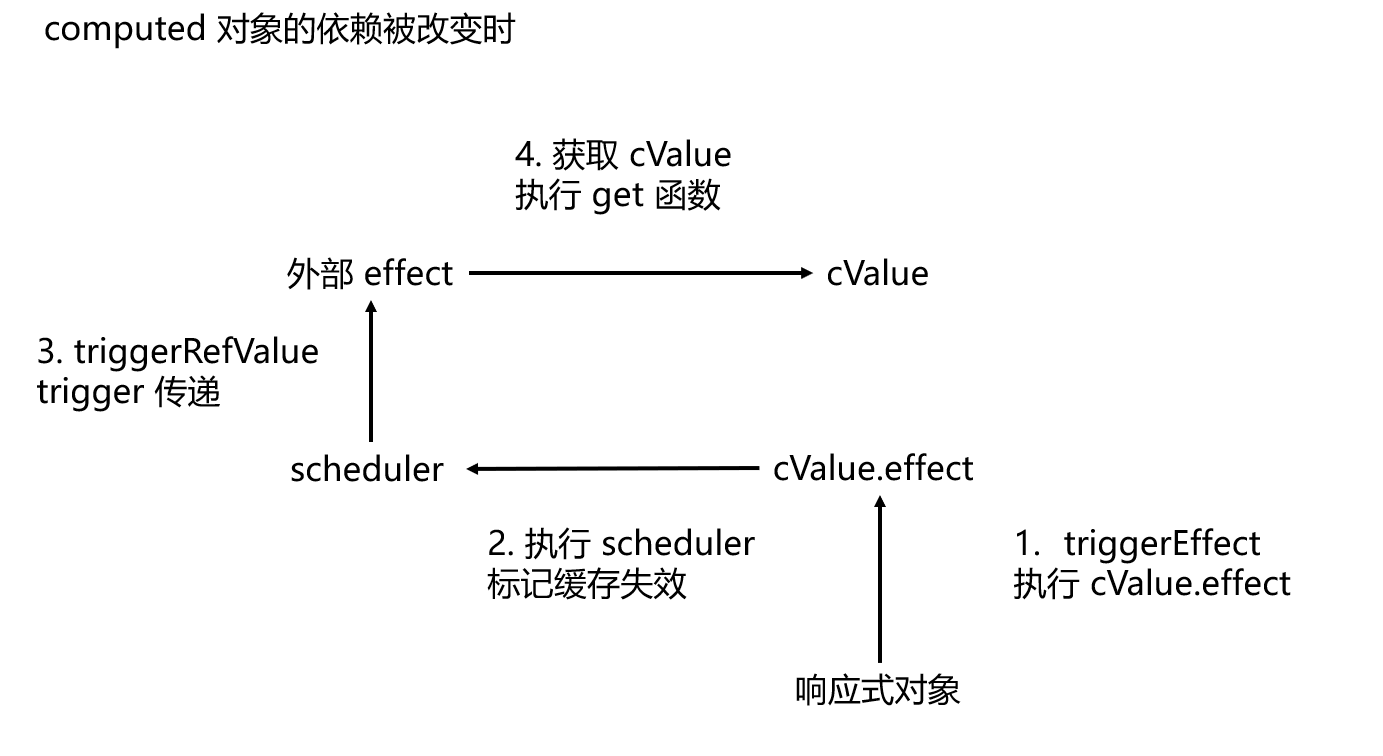 computed 对象的依赖被改变时
4. 获取 cValue
执行 get 函数
外部 effect
cValue
3. triggerRefValue
trigger 传递
scheduler
cValue.effect
2. 执行 scheduler
标记缓存失效
1. triggerEffect
执行 cValue.effect
响应式对象